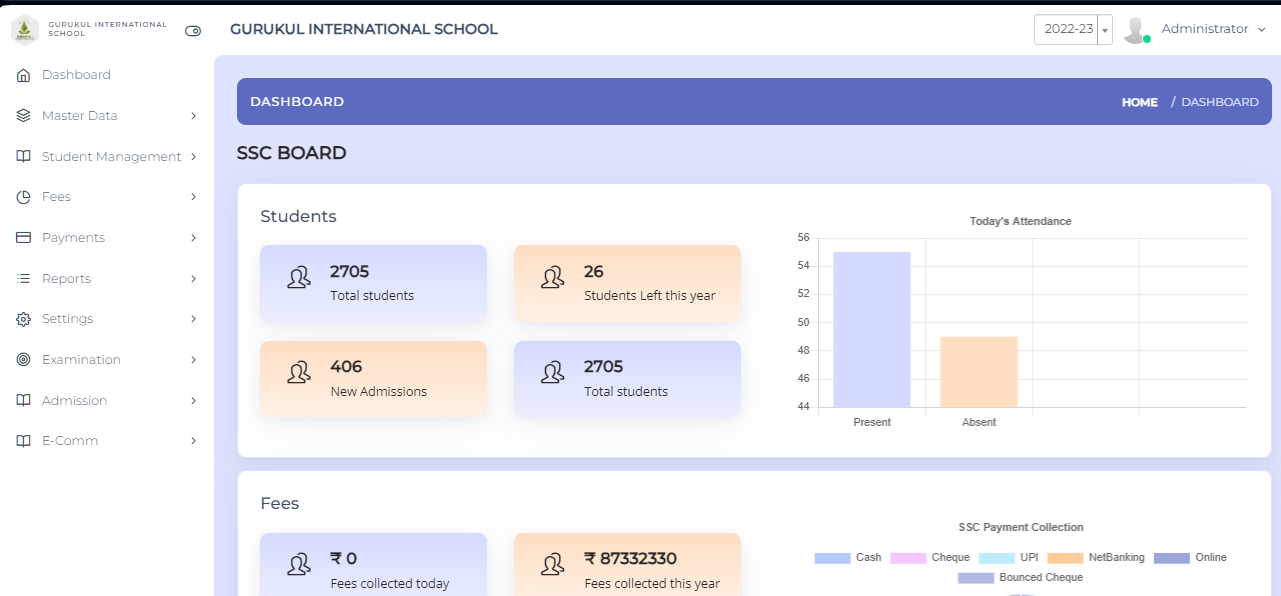 GURUKUL INTERNATIONAL
SCHOOL
GURUKUL INTERNATIONAL SCHOOL
2022-23
Administrator
Dashboard
Master Data
Student Management
Fees
Payments
Reports
Settings
Examination
Admission
E-Comm
DASHBOARD
HOME / DASHBOARD
SSC BOARD
Students
2705
Total students
26
Students Left this year
406
New Admissions
2705
Total students
Today's Attendance
56
54
52
50
48
46
44
Present Absent
Fees
₹ 0
Fees collected today
₹ 87332330
Fees collected this year
SSC Payment Collection
Cash Cheque UPI NetBanking Online
Bounced Cheque